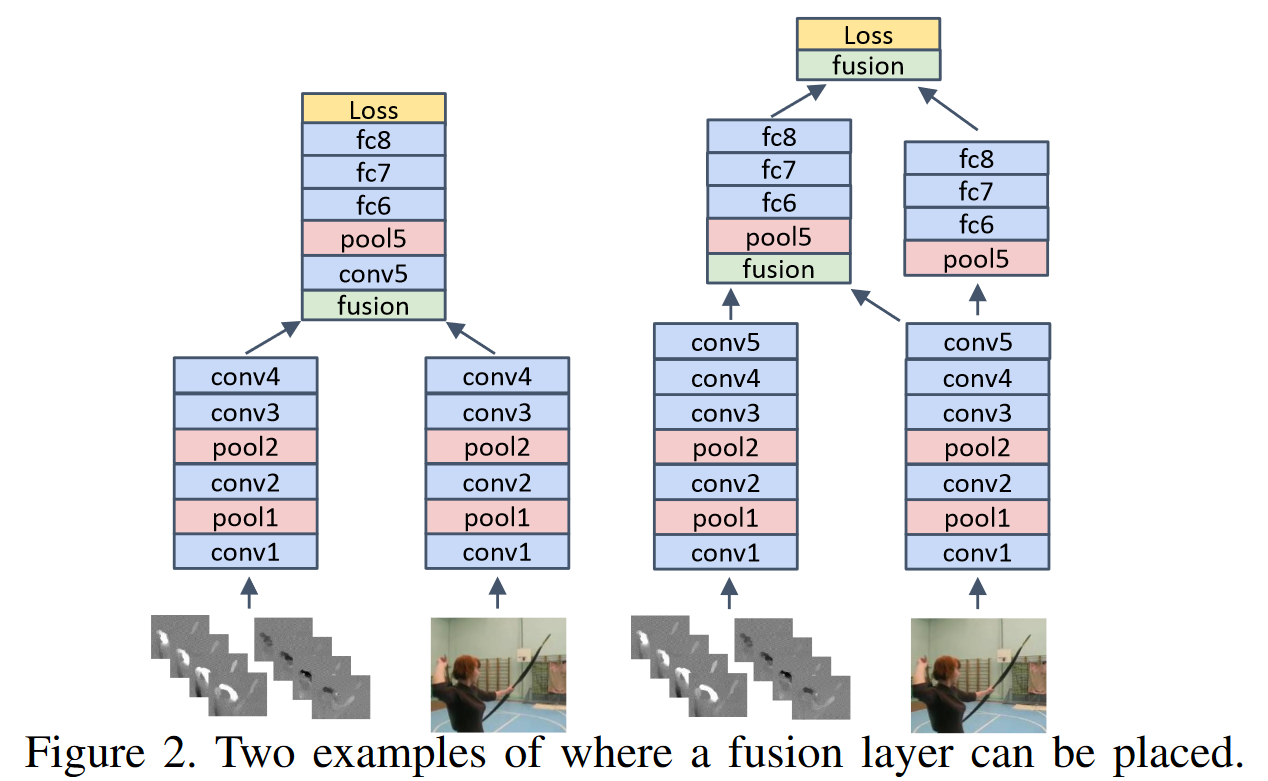 Loss
fc8
fc7
fc6
pool5
conv5
fusion
conv4
conv3
pool2
conv2
pool1
conv1
conv4
conv3
pool2
conv2
pool1
conv1
Loss
fusion
fc8
fc7
fc6
pool5
fusion
fc8
fc7
fc6
pool5
conv5
conv4
conv3
pool2
conv2
pool1
conv1
conv5
conv4
conv3
pool2
conv2
pool1
conv1
Figure 2. Two examples of where a fusion layer can be placed.